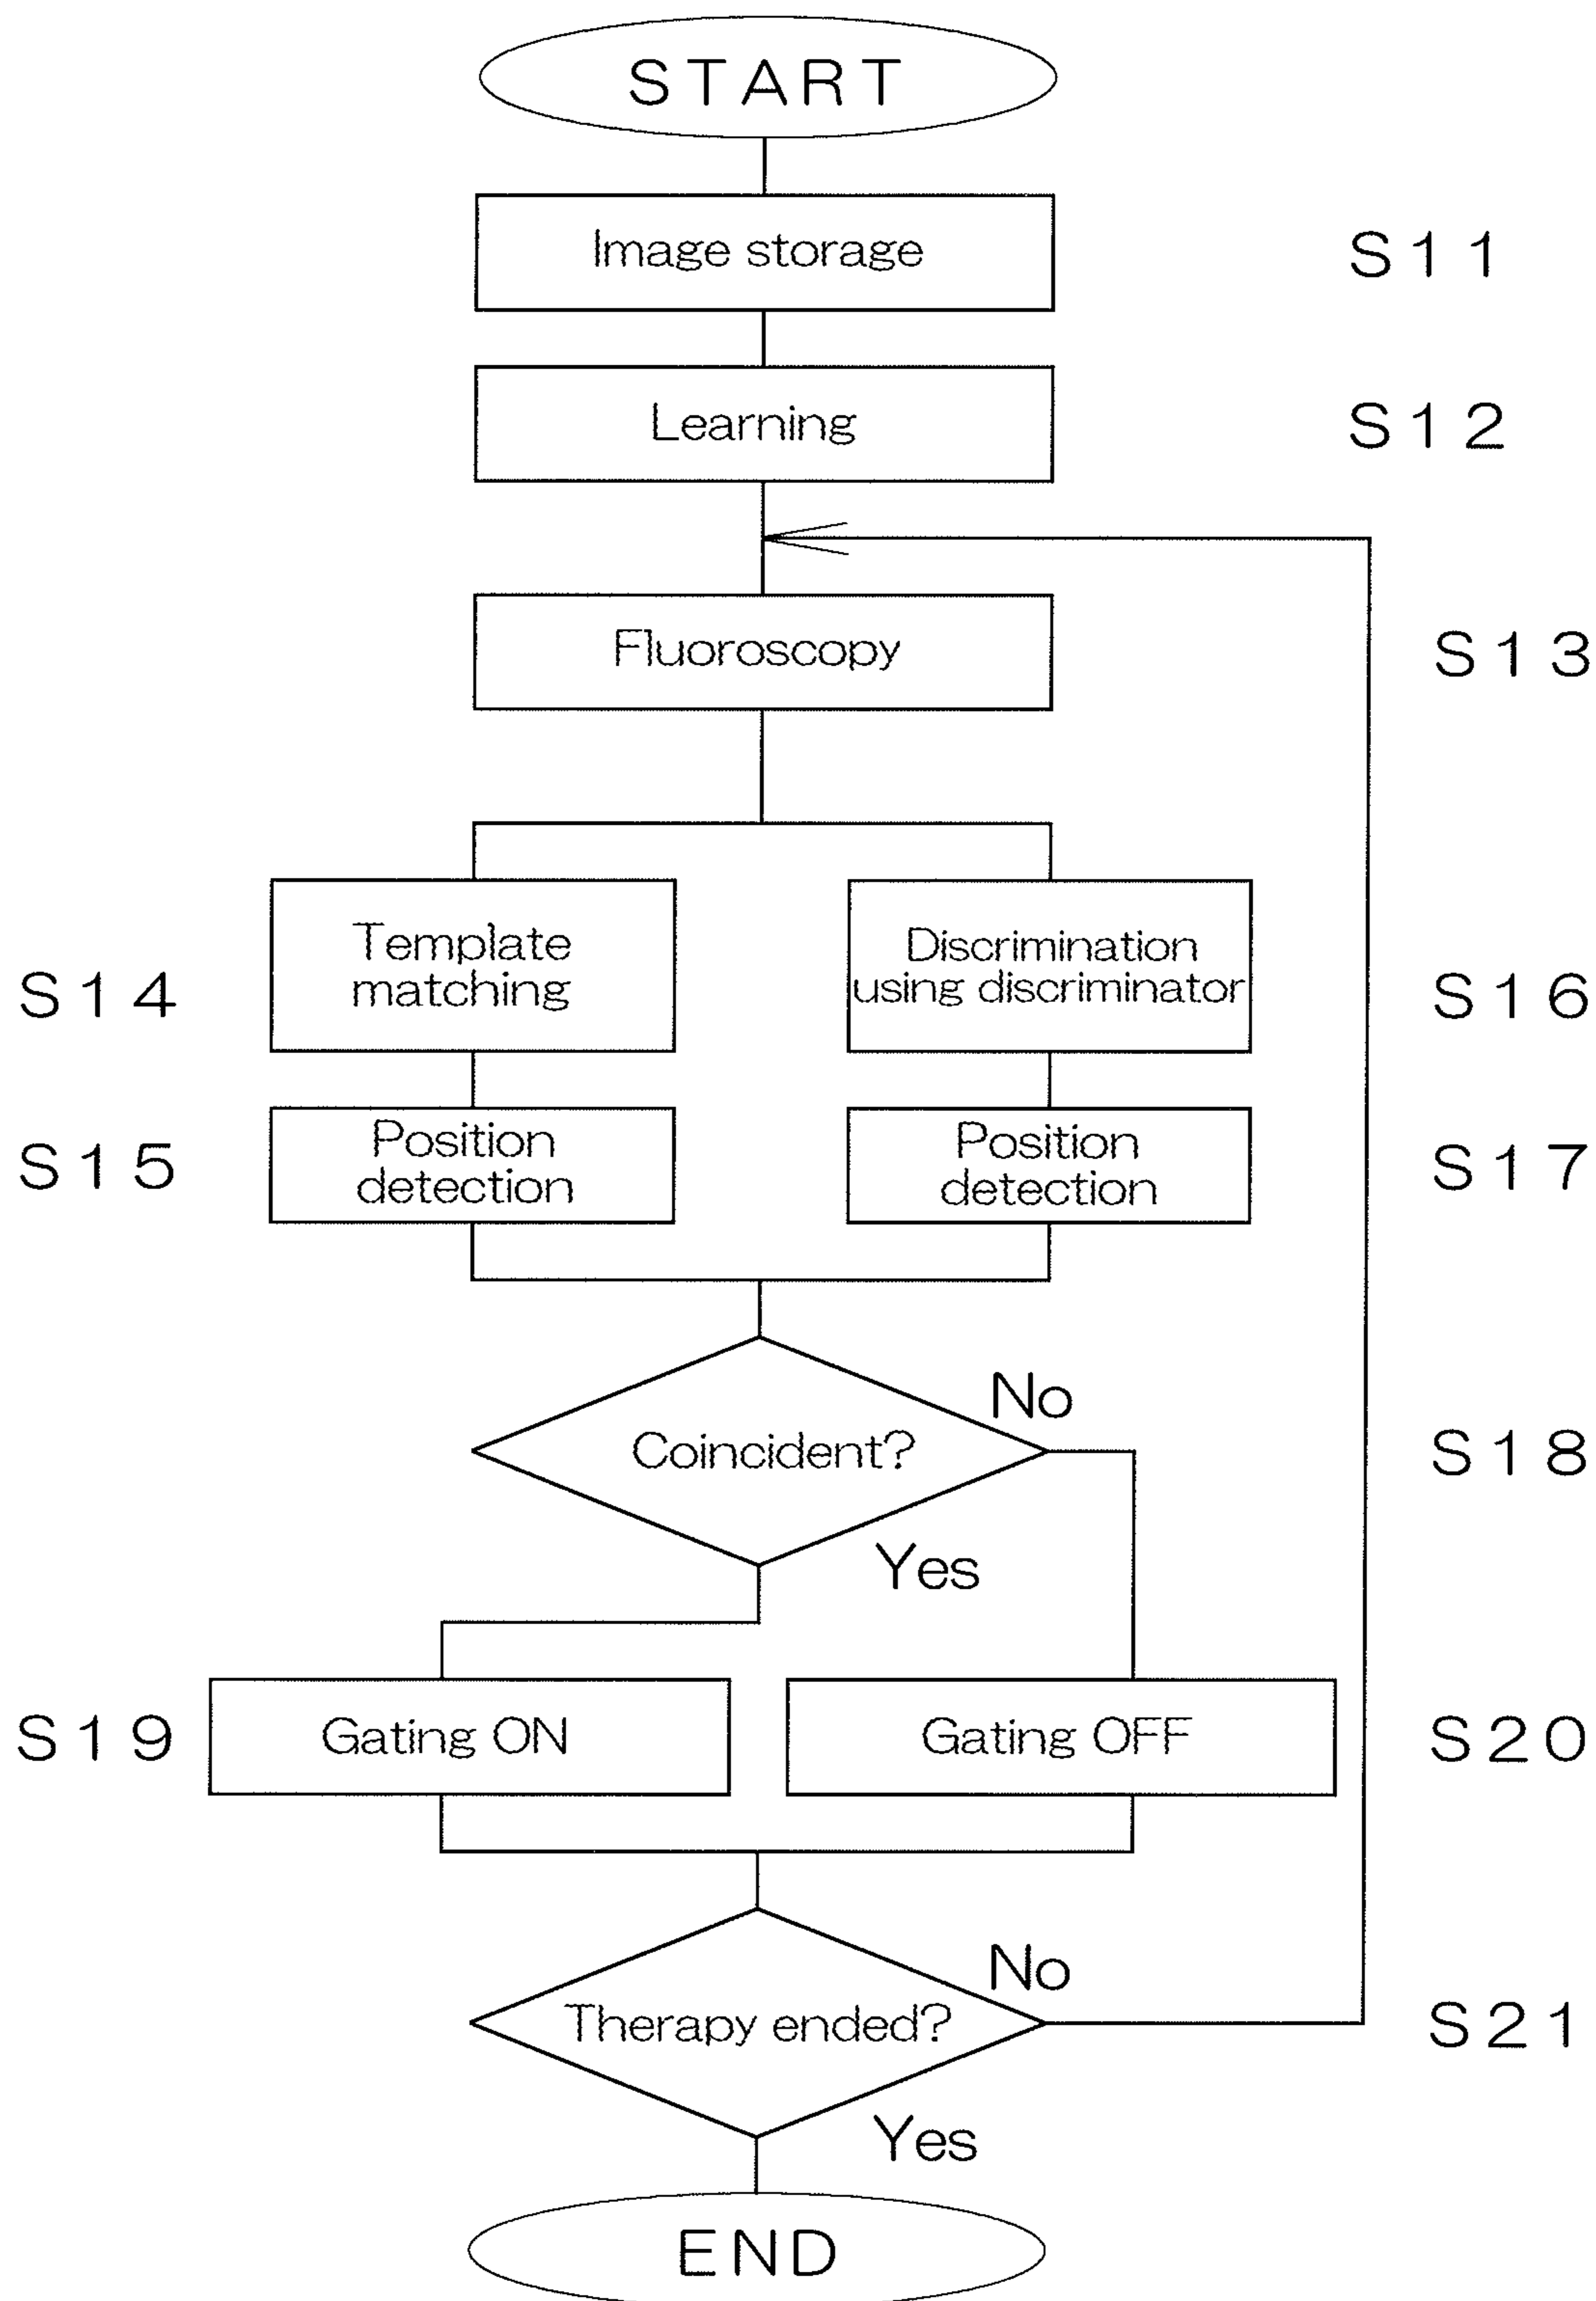 START
Image storage
S11
Learning
S12
Fluoroscopy
S13
Template
matching
S14
Discrimination
using discriminator
S16
Position
detection
S15
Position
detection
S17
Coincident?
No
S18
Yes
S19
Gating ON
Gating OFF
S20
Therapy ended?
No
S21
Yes
END